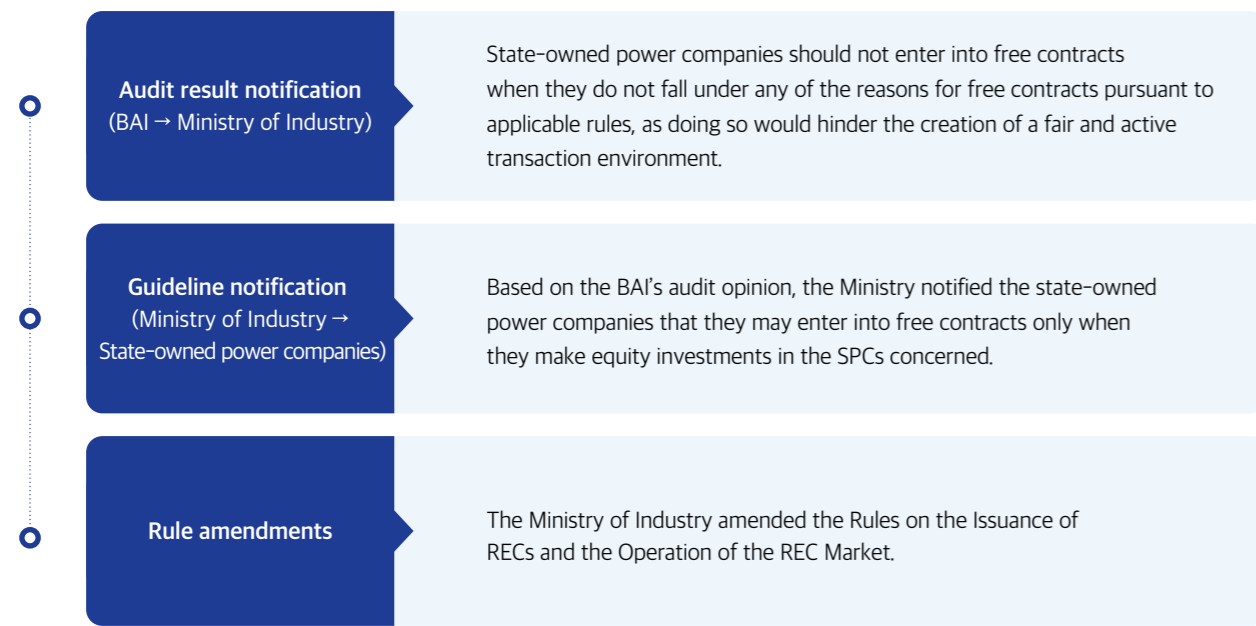 Audit result notification
(BAI → Ministry of Industry)
State-owned power companies should not enter into free contracts
when they do not fall under any of the reasons for free contracts pursuant to
applicable rules, as doing so would hinder the creation of a fair and active
transaction environment.
Guideline notification
(Ministry of Industry →
State-owned power companies)
Based on the BAI's audit opinion, the Ministry notified the state-owned
power companies that they may enter into free contracts only when
they make equity investments in the SPCs concerned.
Rule amendments
The Ministry of Industry amended the Rules on the Issuance of
RECs and the Operation of the REC Market.